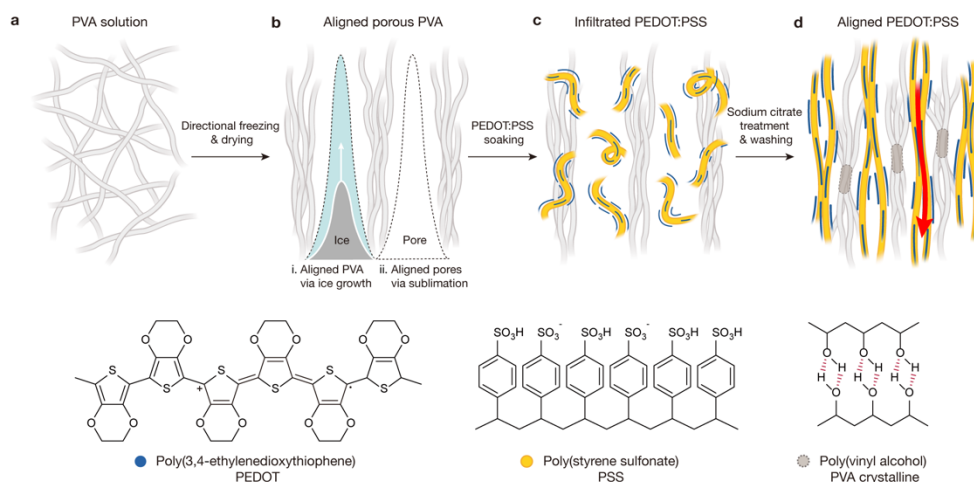 a PVA solution
b Aligned porous PVA
c Infiltrated PEDOT:PSS
d Aligned PEDOT:PSS
Directional freezing
& drying
Ice
Pore
i. Aligned PVA
via ice growth
ii. Aligned pores
via sublimation
PEDOT:PSS
soaking
Sodium citrate
treatment
& washing
O O O O O O
S S S S S S
+ ·
O O O O O O
SO3H SO3- SO3H SO3- SO3H SO3H
O O O
H H H
H H H
O O O
Poly(3,4-ethylenedioxythiophene)
PEDOT
Poly(styrene sulfonate)
PSS
Poly(vinyl alcohol)
PVA crystalline